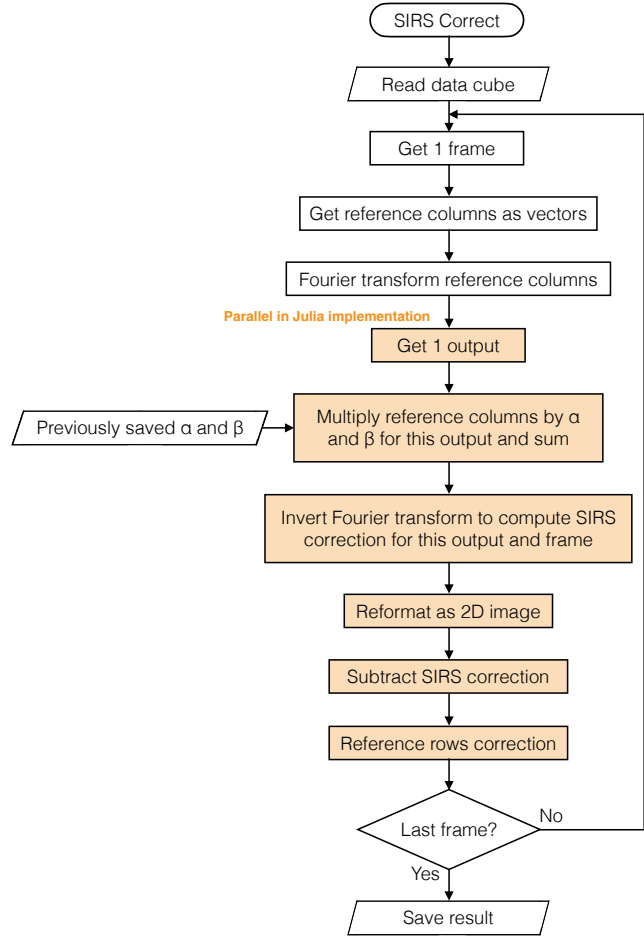 SIRS Correct
Read data cube
Get 1 frame
Get reference columns as vectors
Fourier transform reference columns
Parallel in Julia implementation
Get 1 output
Previously saved α and β
Multiply reference columns by α
and β for this output and sum
Invert Fourier transform to compute SIRS
correction for this output and frame
Reformat as 2D image
Subtract SIRS correction
Reference rows correction
Last frame?
No
Yes
Save result